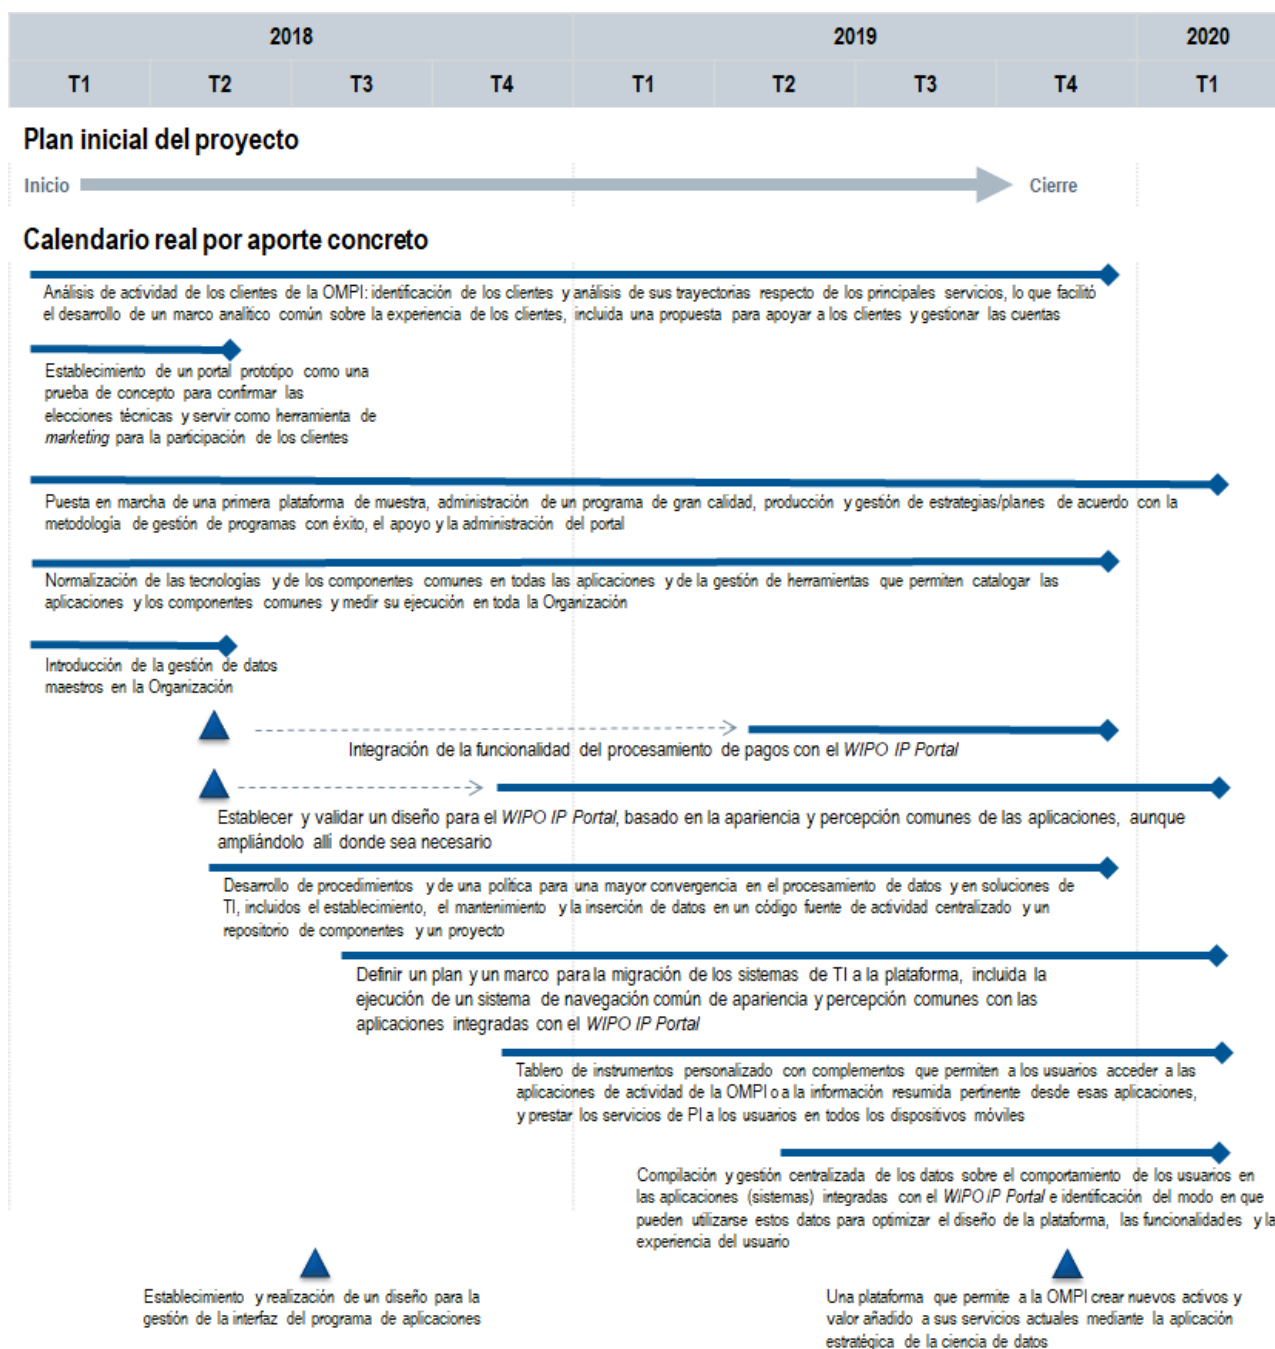 2018 2019 2020
T1 T2 T3 T4 T1 T2 T3 T4 T1
Plan inicial del proyecto
Inicio Cierre
Calendario real por aporte concreto
Análisis de actividad de los clientes de la OMPI: identificación de los clientes y análisis de sus trayectorias respecto de los principales servicios, lo que facilitó
el desarrollo de un marco analítico común sobre la experiencia de los clientes, incluida una propuesta para apoyar a los clientes y gestionar las cuentas
Establecimiento de un portal prototipo como una
prueba de concepto para confirmar las
elecciones técnicas y servir como herramienta de
marketing para la participación de los clientes
Puesta en marcha de una primera plataforma de muestra, administración de un programa de gran calidad, producción y gestión de estrategias/planes de acuerdo con la
metodología de gestión de programas con éxito, el apoyo y la administración del portal
Normalización de las tecnologías y de los componentes comunes en todas las aplicaciones y de la gestión de herramientas que permiten catalogar las
aplicaciones y los componentes comunes y medir su ejecución en toda la Organización
Introducción de la gestión de datos
maestros en la Organización
Integración de la funcionalidad del procesamiento de pagos con el WIPO IP Portal
Establecer y validar un diseño para el WIPO IP Portal, basado en la apariencia y percepción comunes de las aplicaciones, aunque
ampliándolo allí donde sea necesario
Desarrollo de procedimientos y de una política para una mayor convergencia en el procesamiento de datos y en soluciones de
TI, incluidos el establecimiento, el mantenimiento y la inserción de datos en un código fuente de actividad centralizado y un
repositorio de componentes y un proyecto
Definir un plan y un marco para la migración de los sistemas de TI a la plataforma, incluida la
ejecución de un sistema de navegación común de apariencia y percepción comunes con las
aplicaciones integradas con el WIPO IP Portal
Tablero de instrumentos personalizado con complementos que permiten a los usuarios acceder a las
aplicaciones de actividad de la OMPI o a la información resumida pertinente desde esas aplicaciones,
y prestar los servicios de PI a los usuarios en todos los dispositivos móviles
Compilación y gestión centralizada de los datos sobre el comportamiento de los usuarios en
las aplicaciones (sistemas) integradas con el WIPO IP Portal e identificación del modo en que
pueden utilizarse estos datos para optimizar el diseño de la plataforma, las funcionalidades y la
experiencia del usuario
Establecimiento y realización de un diseño para la
gestión de la interfaz del programa de aplicaciones
Una plataforma que permite a la OMPI crear nuevos activos y
valor añadido a sus servicios actuales mediante la aplicación
estratégica de la ciencia de datos